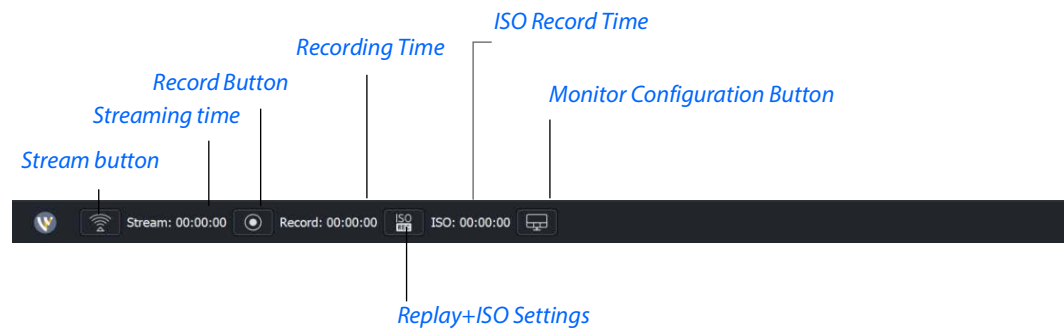 ISO Record Time
Recording Time
Record Button
Monitor Configuration Button
Streaming time
Stream button
Stream: 00:00:00 Record: 00:00:00 ISO REC ISO: 00:00:00
Replay+ISO Settings